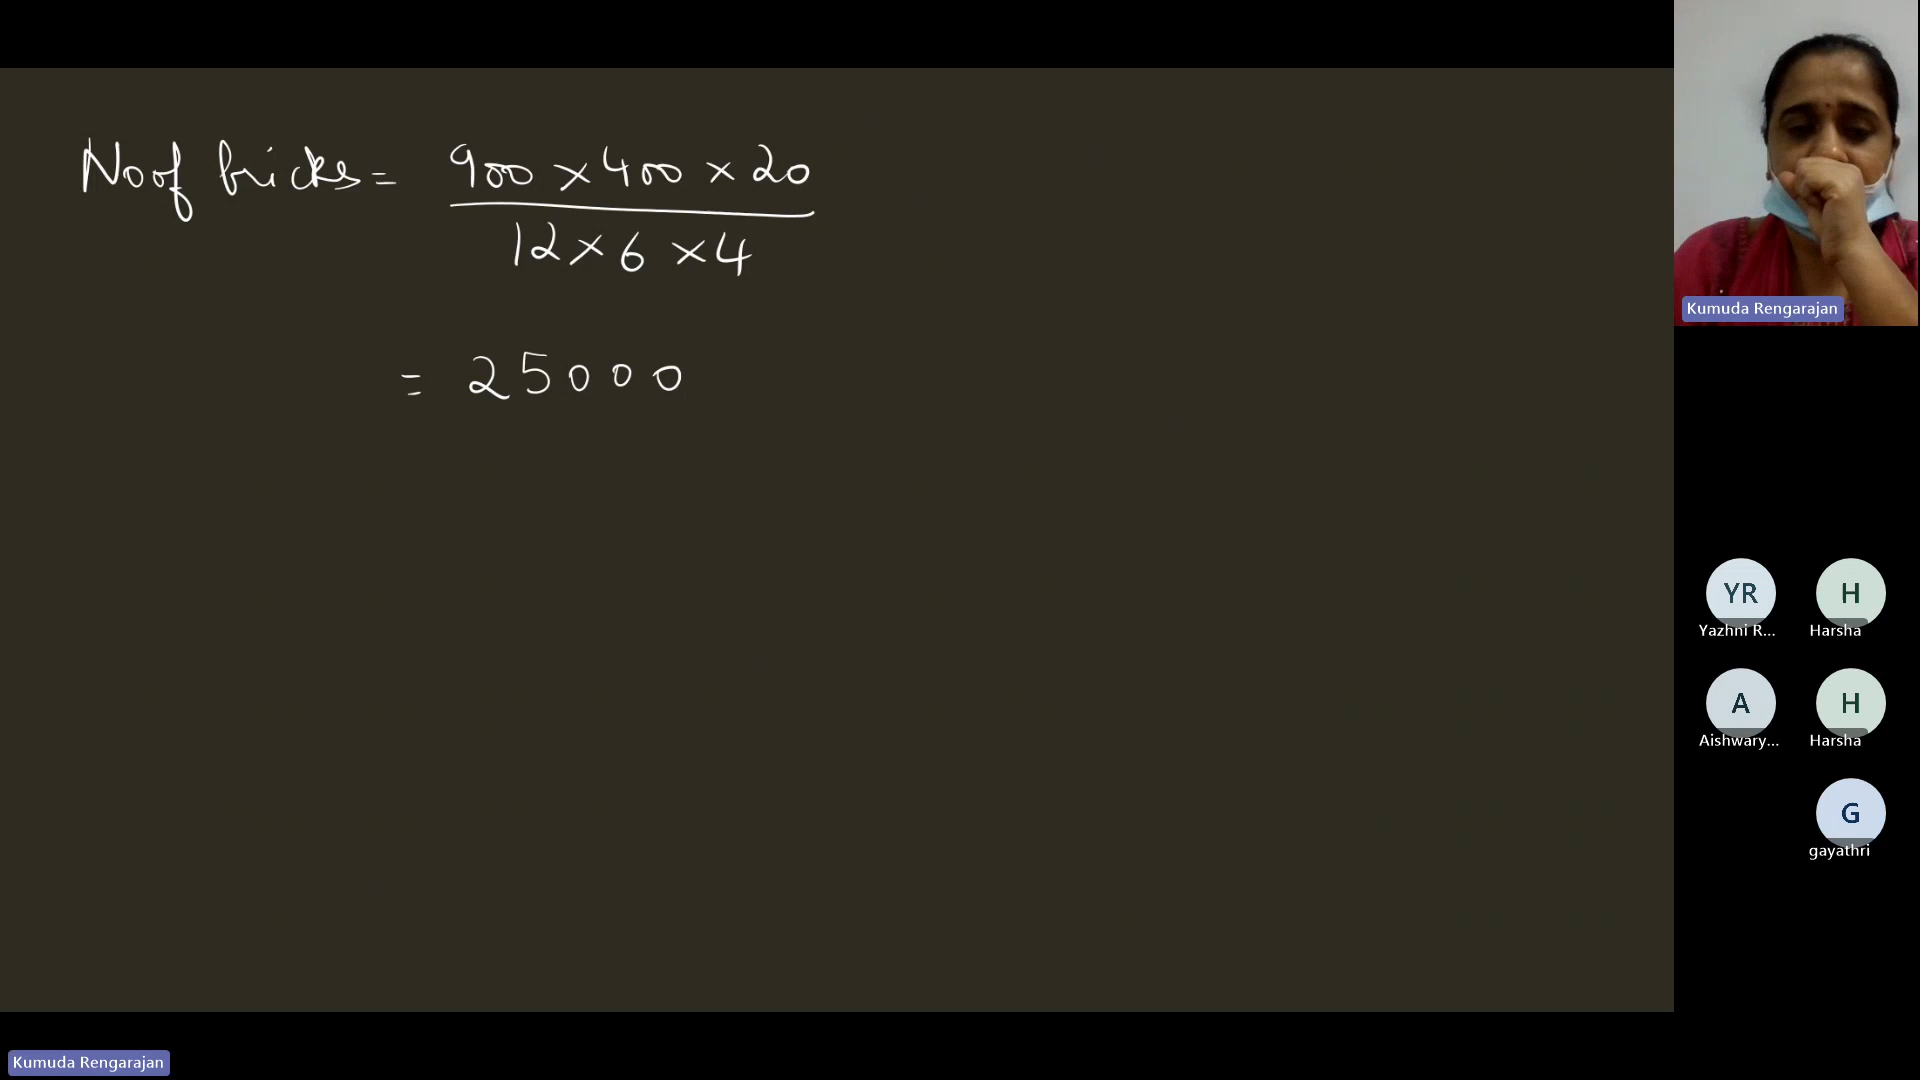 No of bricks = 900 × 400 × 20
12 × 6 × 4
= 25000
Kumuda Rengarajan
YR
H
Yazhni R...
Harsha
A
H
Aishwary...
Harsha
G
gayathri
Kumuda Rengarajan